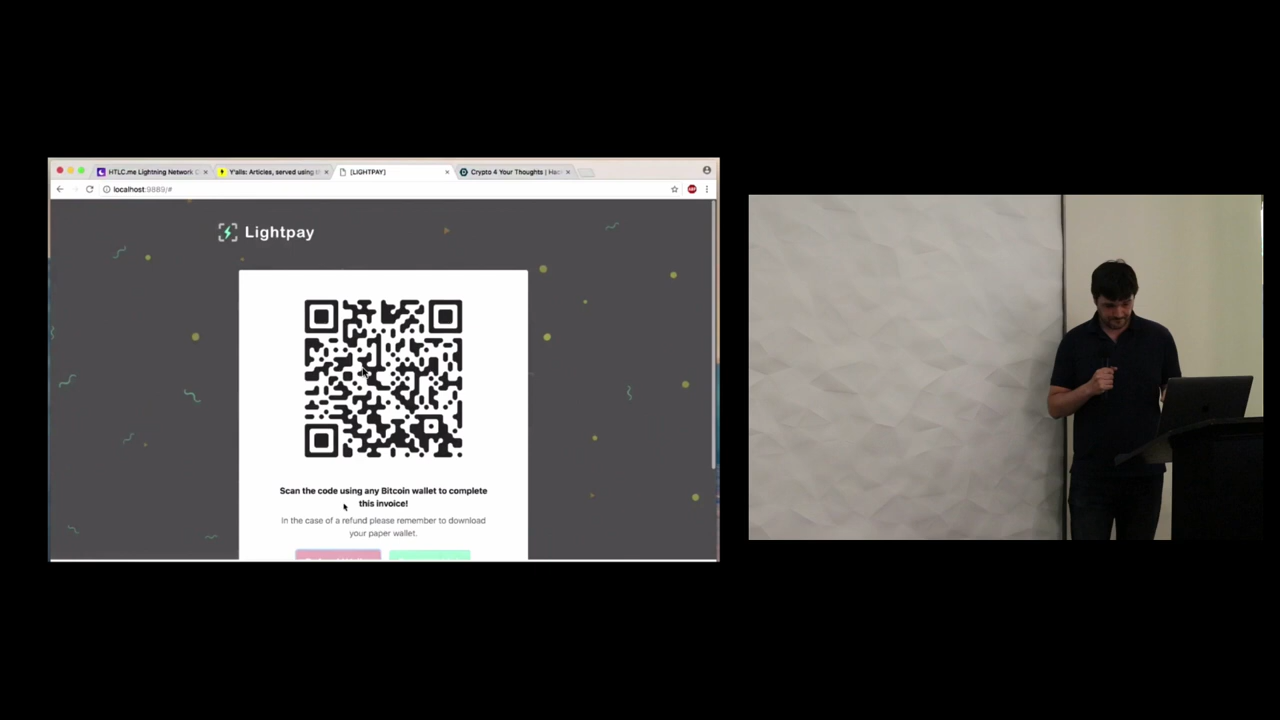 HTLC.me Lightning Network C
Y'alls: Articles, served using t
[LIGHTPAY]
Crypto 4 Your Thoughts | Hac
localhost:9889/#
Lightpay
Scan the code using any Bitcoin wallet to complete
this invoice!
In the case of a refund please remember to download
your paper wallet.